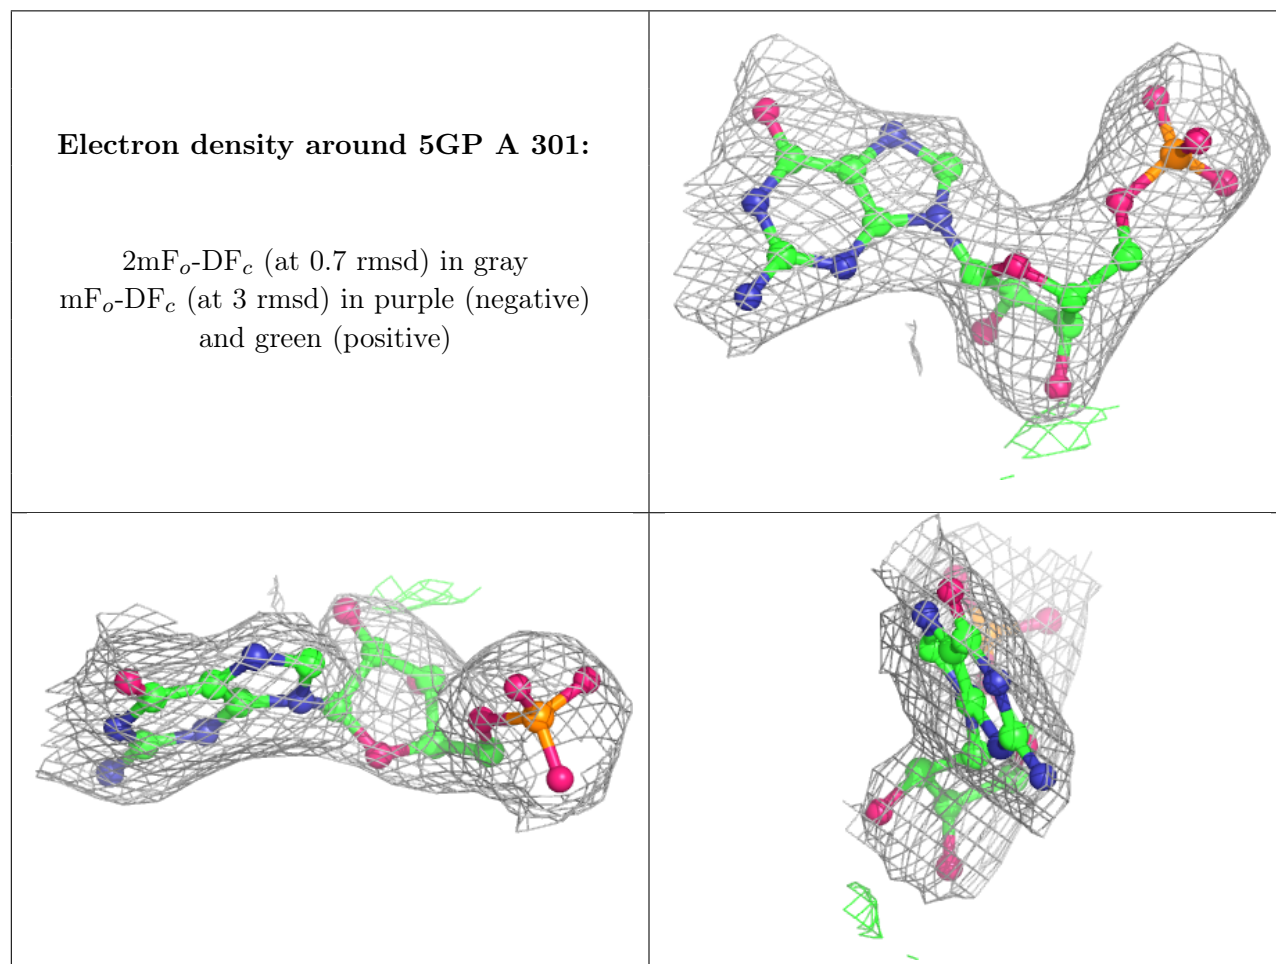 Electron density around 5GP A 301:
2mFo-DFc (at 0.7 rmsd) in gray
mFo-DFc (at 3 rmsd) in purple (negative)
and green (positive)